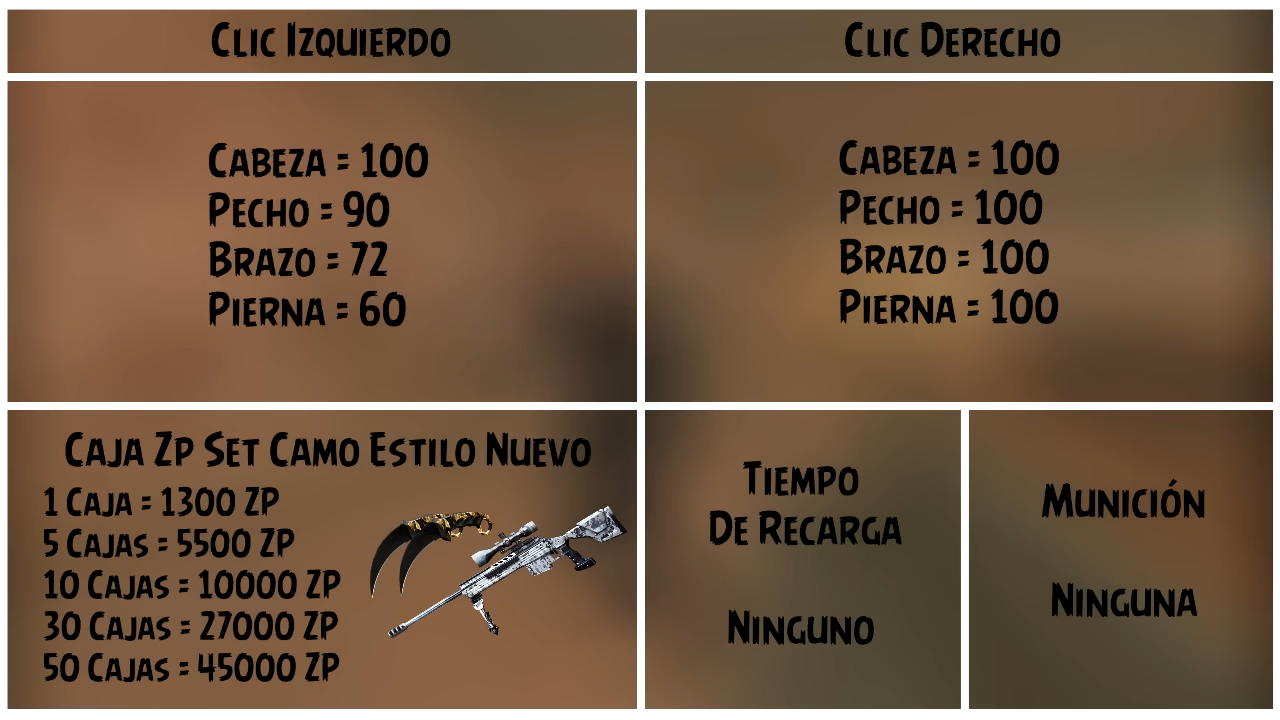 Clic Izquierdo
Clic Derecho
Cabeza = 100
Pecho = 90
Brazo = 72
Pierna = 60
Cabeza = 100
Pecho = 100
Brazo = 100
Pierna = 100
Caja Zp Set Camo Estilo Nuevo
1 Caja = 1300 ZP
5 Cajas = 5500 ZP
10 Cajas = 10000 ZP
30 Cajas = 27000 ZP
50 Cajas = 45000 ZP
Tiempo
De Recarga
Ninguno
Munición
Ninguna